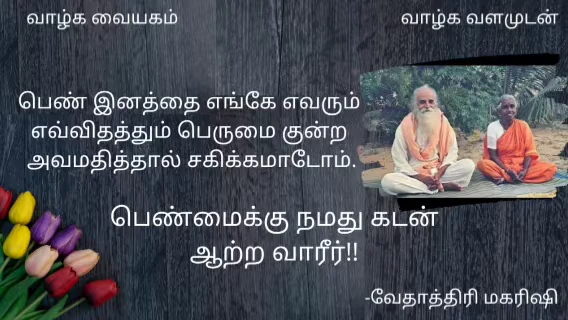 வாழ்க வையகம்
வாழ்க வளமுடன்
பெண் இனத்தை எங்கே எவரும்
எவ்விதத்தும் பெருமை குன்ற
அவமதித்தால் சகிக்கமாடோம்.
பெண்மைக்கு நமது கடன்
ஆற்ற வாரீர்!!
-வேதாத்திரி மகரிஷி